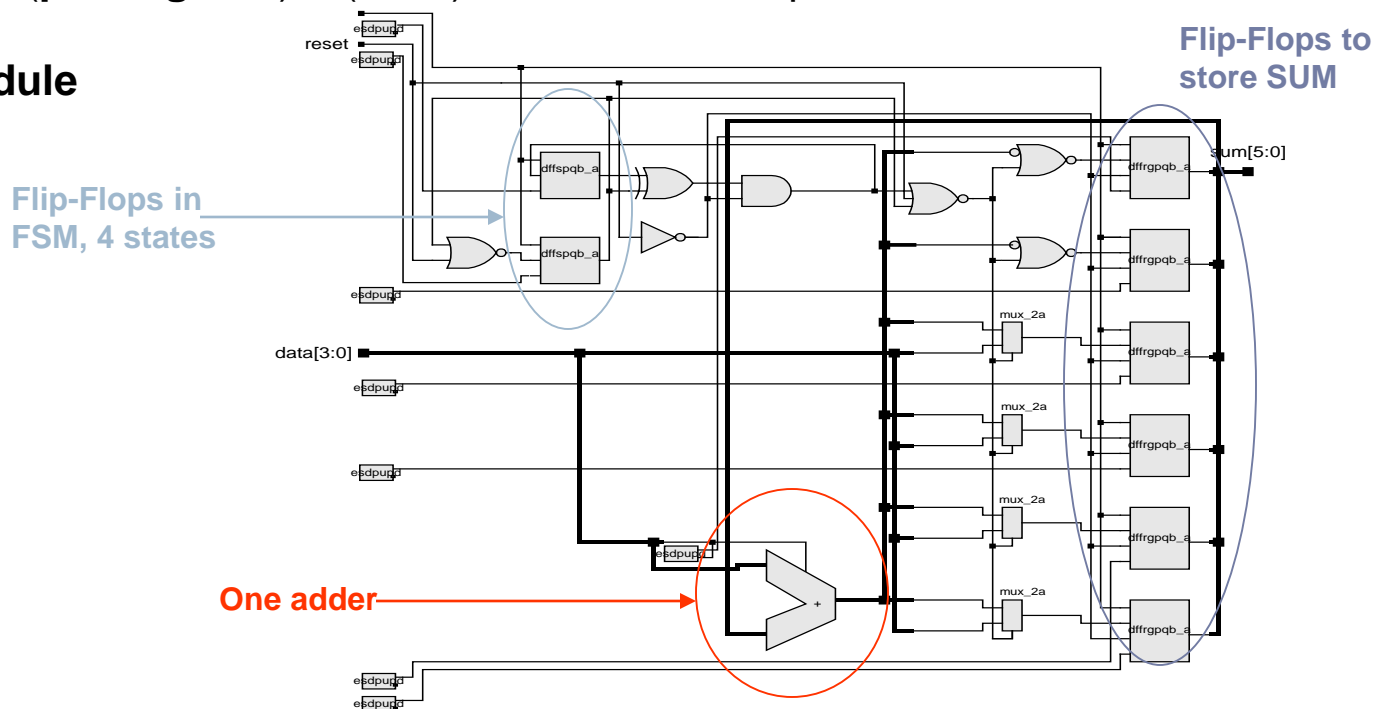 reset
dule
Flip-Flops to
store SUM
sum[5:0]
Flip-Flops in
FSM, 4 states
data[3:0]
One adder
+
esdpupd
esdpupd
esdpupd
esdpupd
esdpupd
esdpupd
esdpupd
esdpupd
dffspqb_a
dffspqb_a
mux_2a
mux_2a
mux_2a
mux_2a
dffrgpqb_a
dffrgpqb_a
dffrgpqb_a
dffrgpqb_a
dffrgpqb_a
dffrgpqb_a